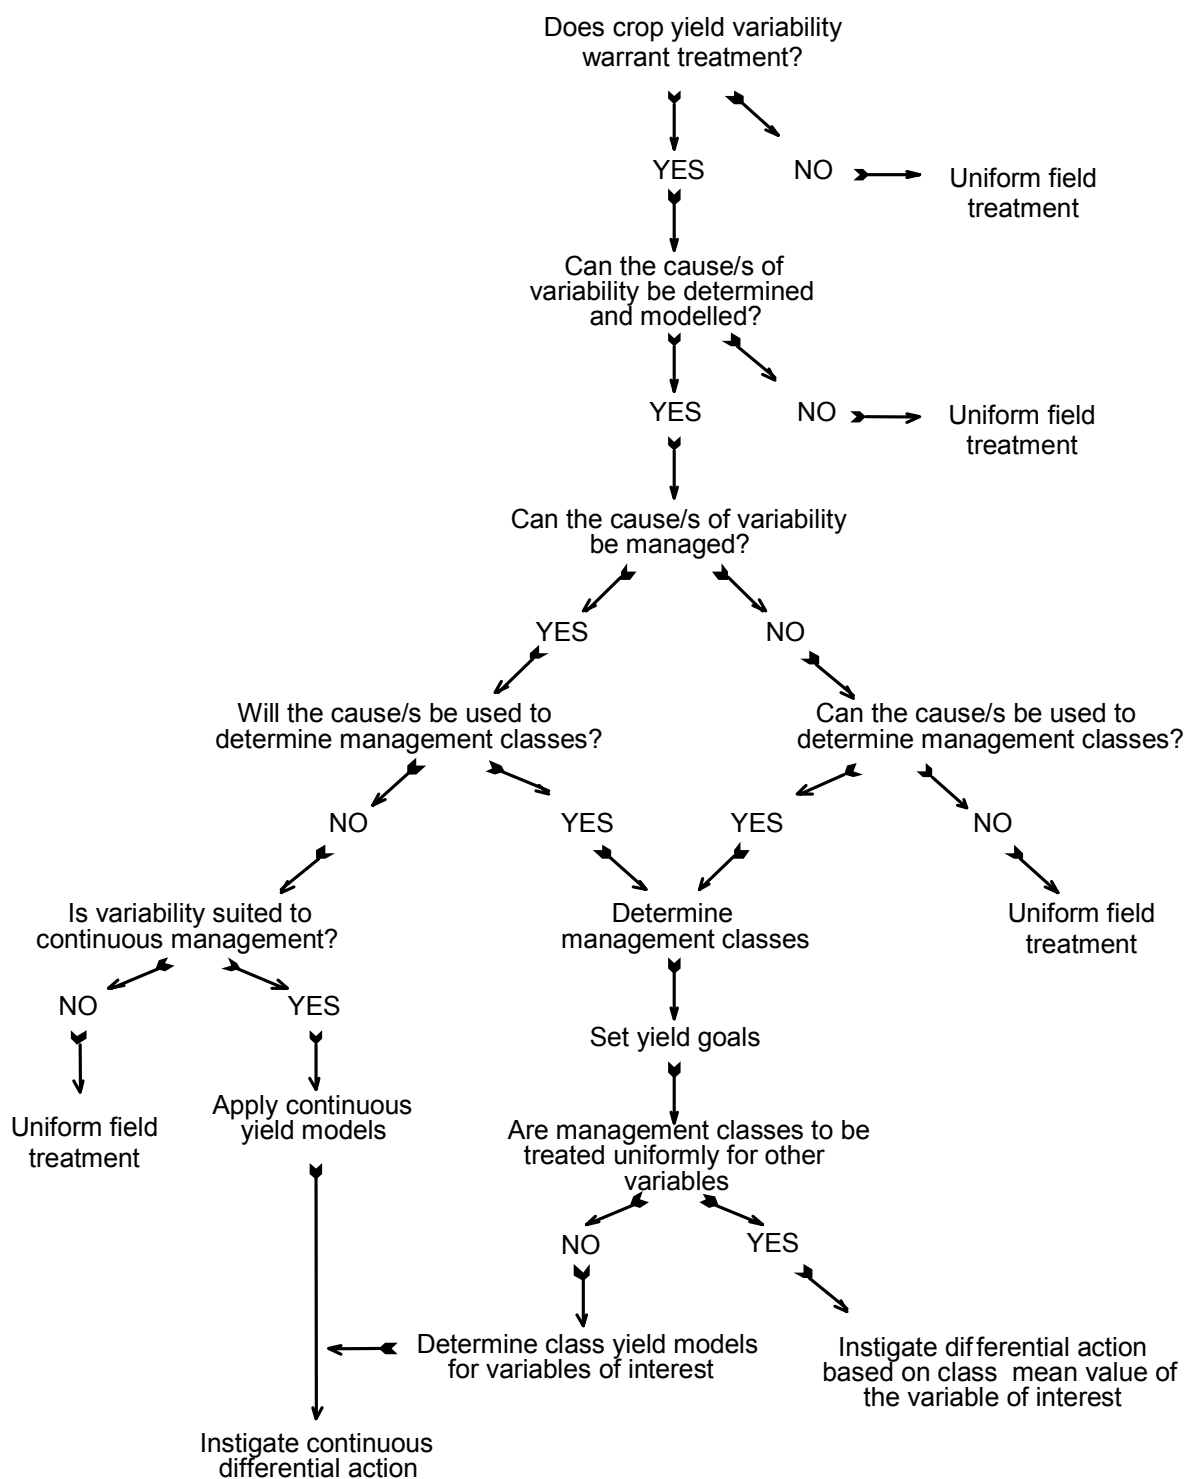 Does crop yield variability
warrant treatment?
YES
NO
Uniform field
treatment
Can the cause/s of
variability be determined
and modelled?
YES
NO
Uniform field
treatment
Can the cause/s of variability
be managed?
YES
NO
Will the cause/s be used to
determine management classes?
Can the cause/s be used to
determine management classes?
NO
YES
YES
NO
Is variability suited to
continuous management?
Determine
management classes
Uniform field
treatment
NO
YES
Set yield goals
Uniform field
treatment
Apply continuous
yield models
Are management classes to be
treated uniformly for other
variables
NO
YES
Determine class yield models
for variables of interest
Instigate differential action
based on class mean value of
the variable of interest
Instigate continuous
differential action